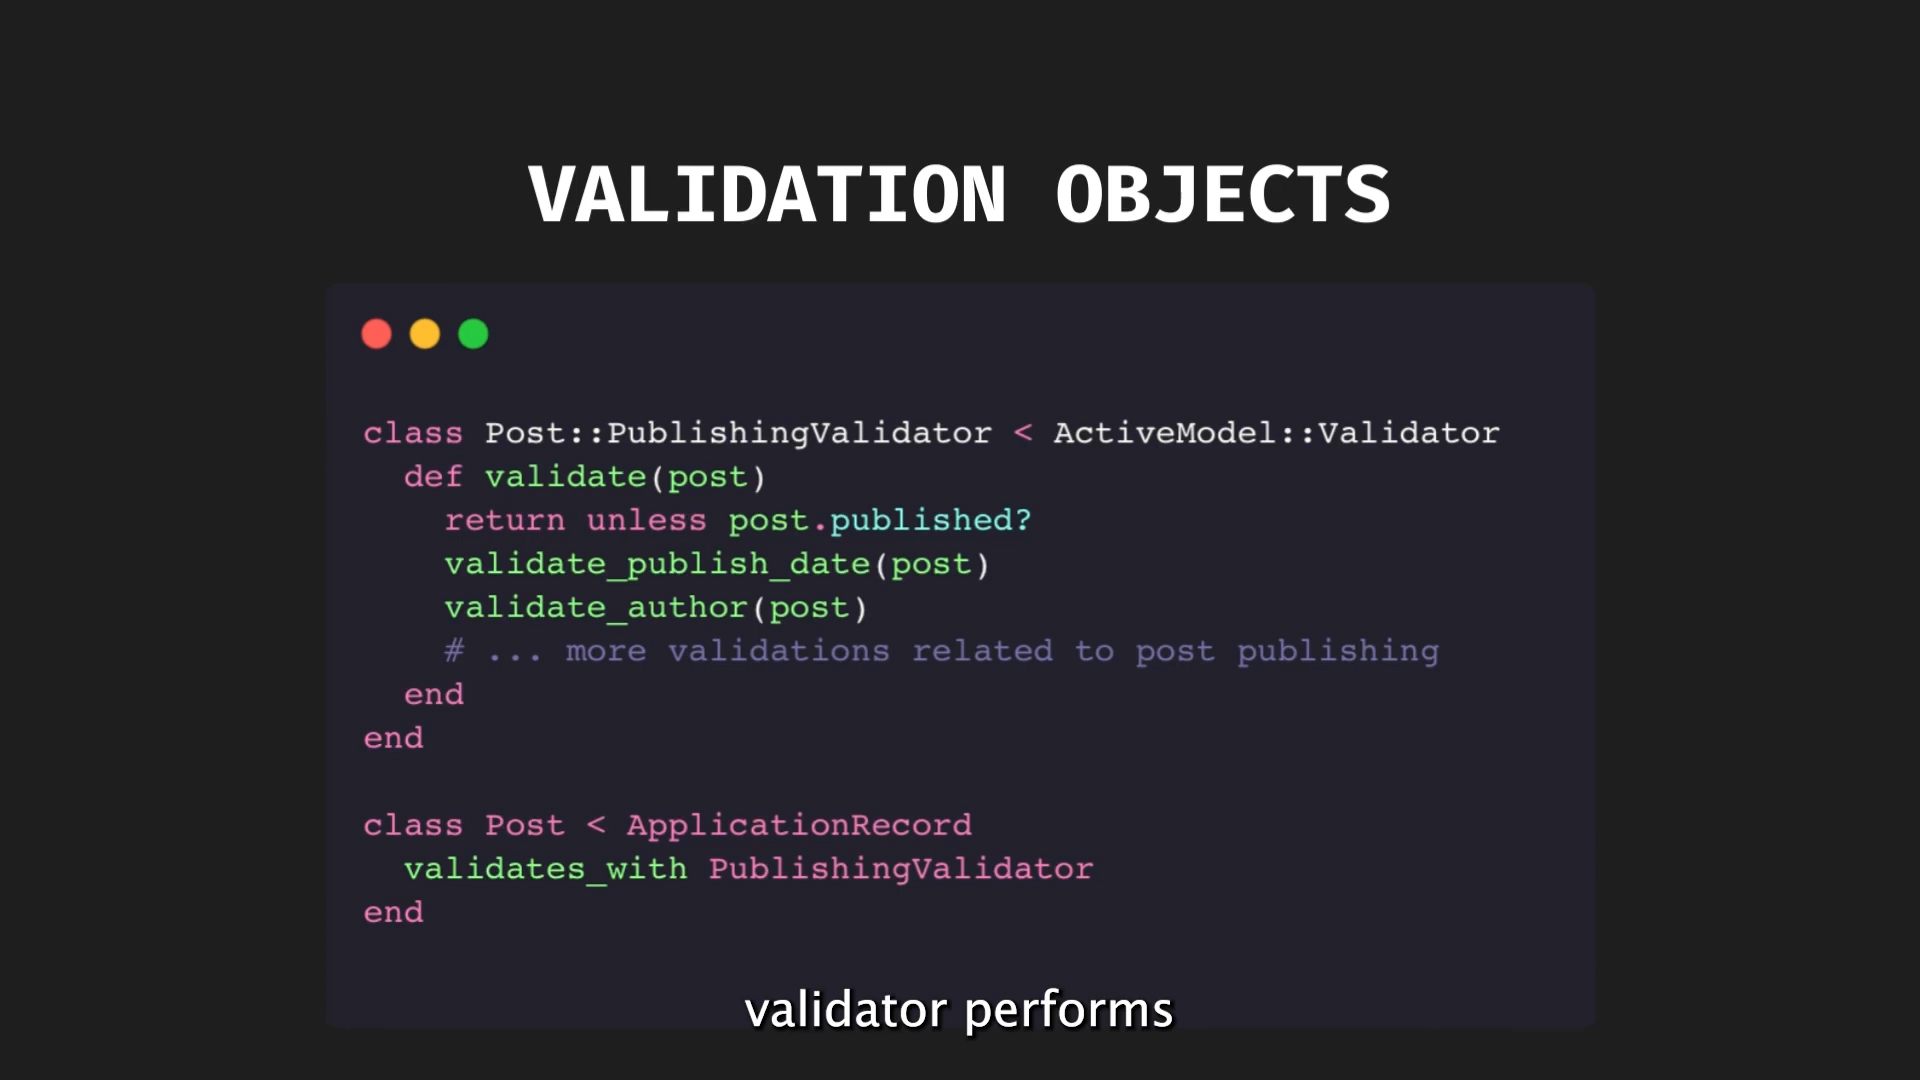 VALIDATION OBJECTS
class Post::PublishingValidator < ActiveModel::Validator
  def validate(post)
    return unless post.published?
    validate_publish_date(post)
    validate_author(post)
    # ... more validations related to post publishing
  end
end

class Post < ApplicationRecord
  validates_with PublishingValidator
end
validator performs